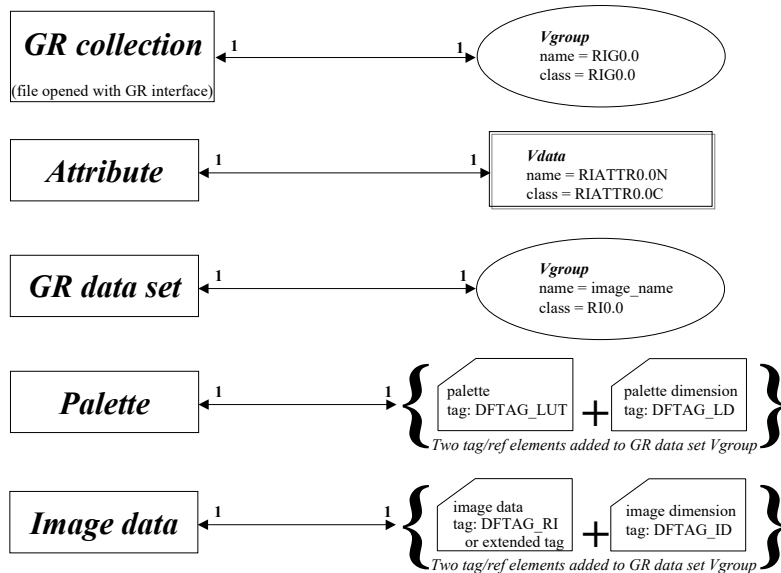 GR collection
(file opened with GR interface)
1
1
Vgroup
name = RIG0.0
class = RIG0.0
Attribute
1
1
Vdata
name = RIATTR0.0N
class = RIATTR0.0C
GR data set
1
1
Vgroup
name = image_name
class = RI0.0
Palette
1
1
{
palette
tag: DFTAG_LUT
+
palette dimension
tag: DFTAG_LD
}
Two tag/ref elements added to GR data set Vgroup
Image data
1
1
{
image data
tag: DFTAG_RI
or extended tag
+
image dimension
tag: DFTAG_ID
}
Two tag/ref elements added to GR data set Vgroup